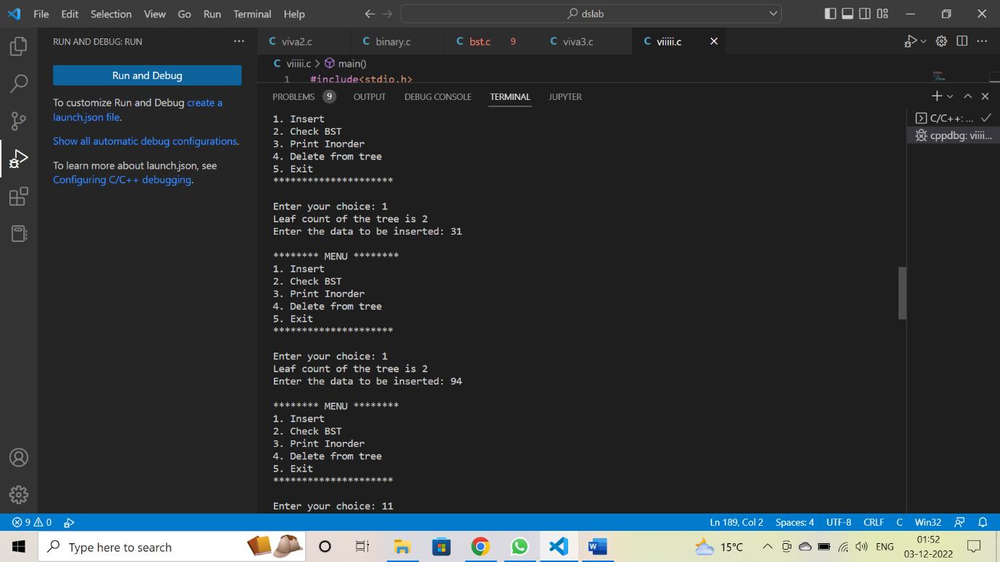 File Edit Selection View Go Run Terminal Help
dslab
RUN AND DEBUG: RUN
Run and Debug
To customize Run and Debug create a
launch.json file.
Show all automatic debug configurations.
To learn more about launch.json, see
Configuring C/C++ debugging.
C viva2.c C binary.c C bst.c 9 C viva3.c C viiiii.c
C viiiii.c > main()
1 #include<stdio.h>
PROBLEMS 9 OUTPUT DEBUG CONSOLE TERMINAL JUPYTER
C/C++: ...
cppdbg: viiii...
1. Insert
2. Check BST
3. Print Inorder
4. Delete from tree
5. Exit
*********************
Enter your choice: 1
Leaf count of the tree is 2
Enter the data to be inserted: 31
******** MENU ********
1. Insert
2. Check BST
3. Print Inorder
4. Delete from tree
5. Exit
*********************
Enter your choice: 1
Leaf count of the tree is 2
Enter the data to be inserted: 94
******** MENU ********
1. Insert
2. Check BST
3. Print Inorder
4. Delete from tree
5. Exit
*********************
Enter your choice: 11
9 0 Ln 189, Col 2 Spaces: 4 UTF-8 CRLF C Win32
Type here to search
15°C
ENG
01:52
03-12-2022